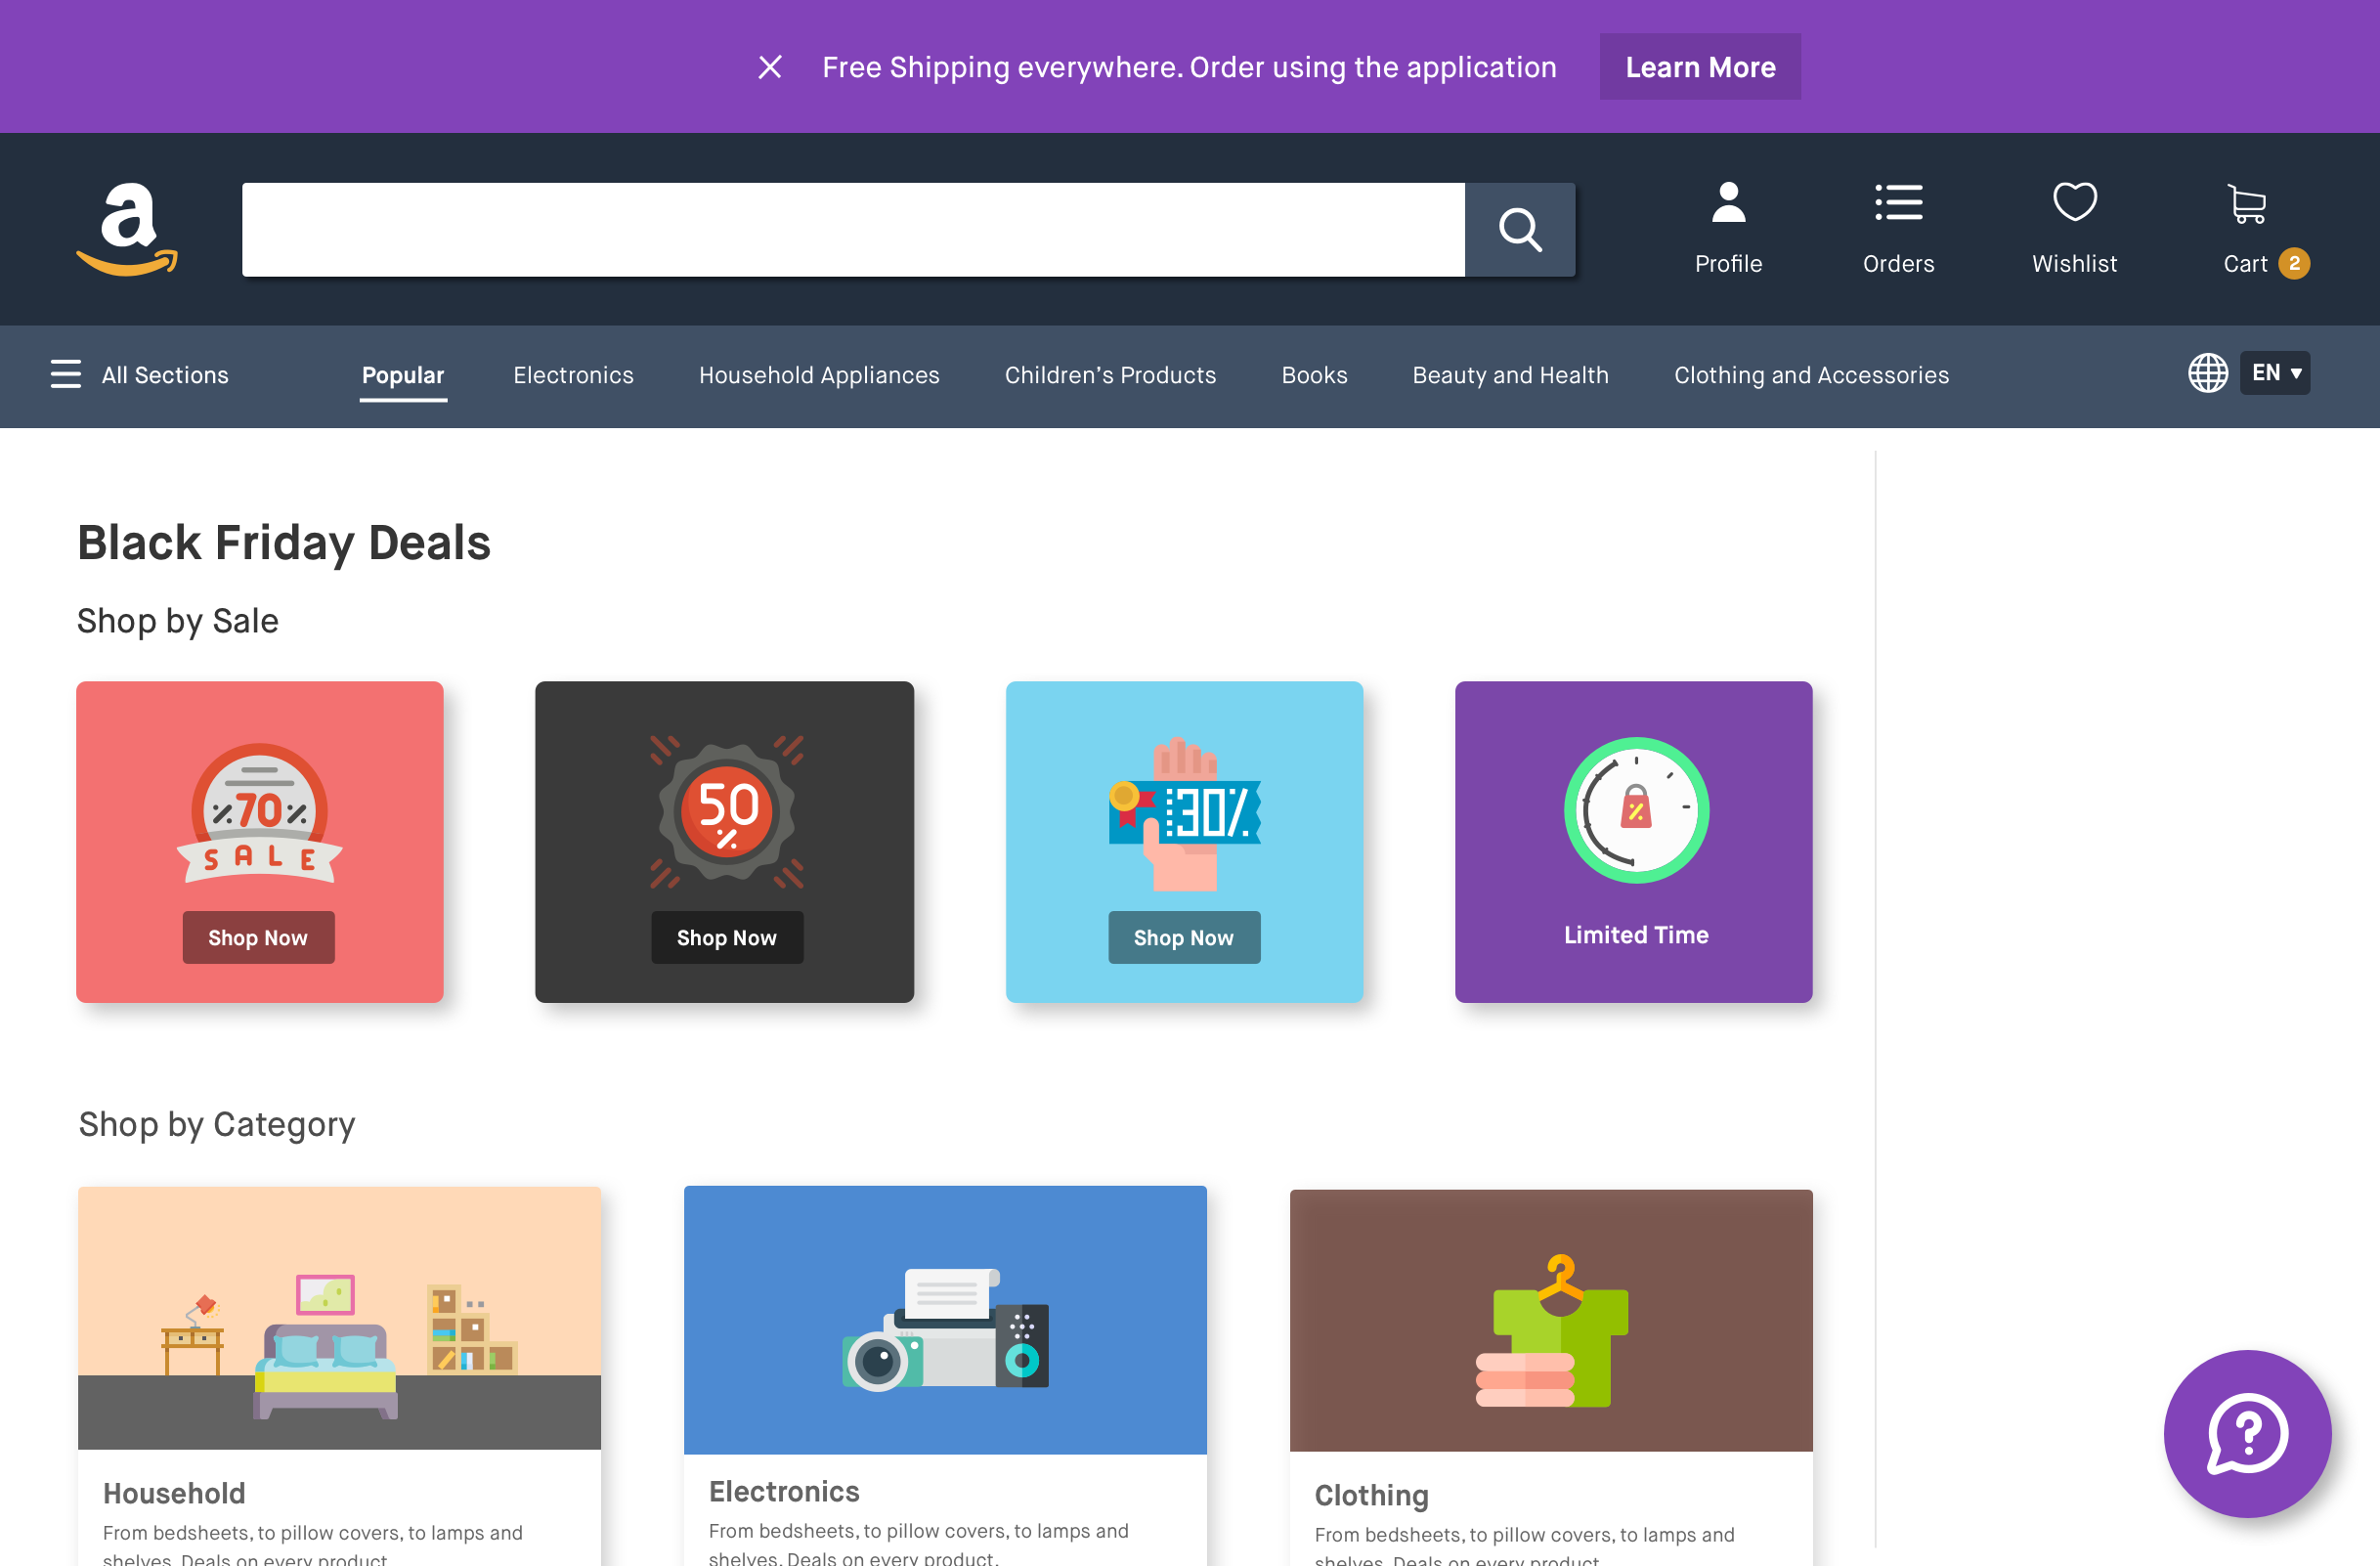 Free Shipping everywhere. Order using the application
Learn More
a
Profile
Orders
Wishlist
Cart 2
All Sections
Popular
Electronics
Household Appliances
Children's Products
Books
Beauty and Health
Clothing and Accessories
EN
Black Friday Deals
Shop by Sale
% 70 %
SALE
Shop Now
50
%
Shop Now
30%
Shop Now
%
Limited Time
Shop by Category
Household
From bedsheets, to pillow covers, to lamps and
shelves. Deals on every product.
Electronics
From bedsheets, to pillow covers, to lamps and
shelves. Deals on every product.
Clothing
From bedsheets, to pillow covers, to lamps and
shelves. Deals on every product.
?